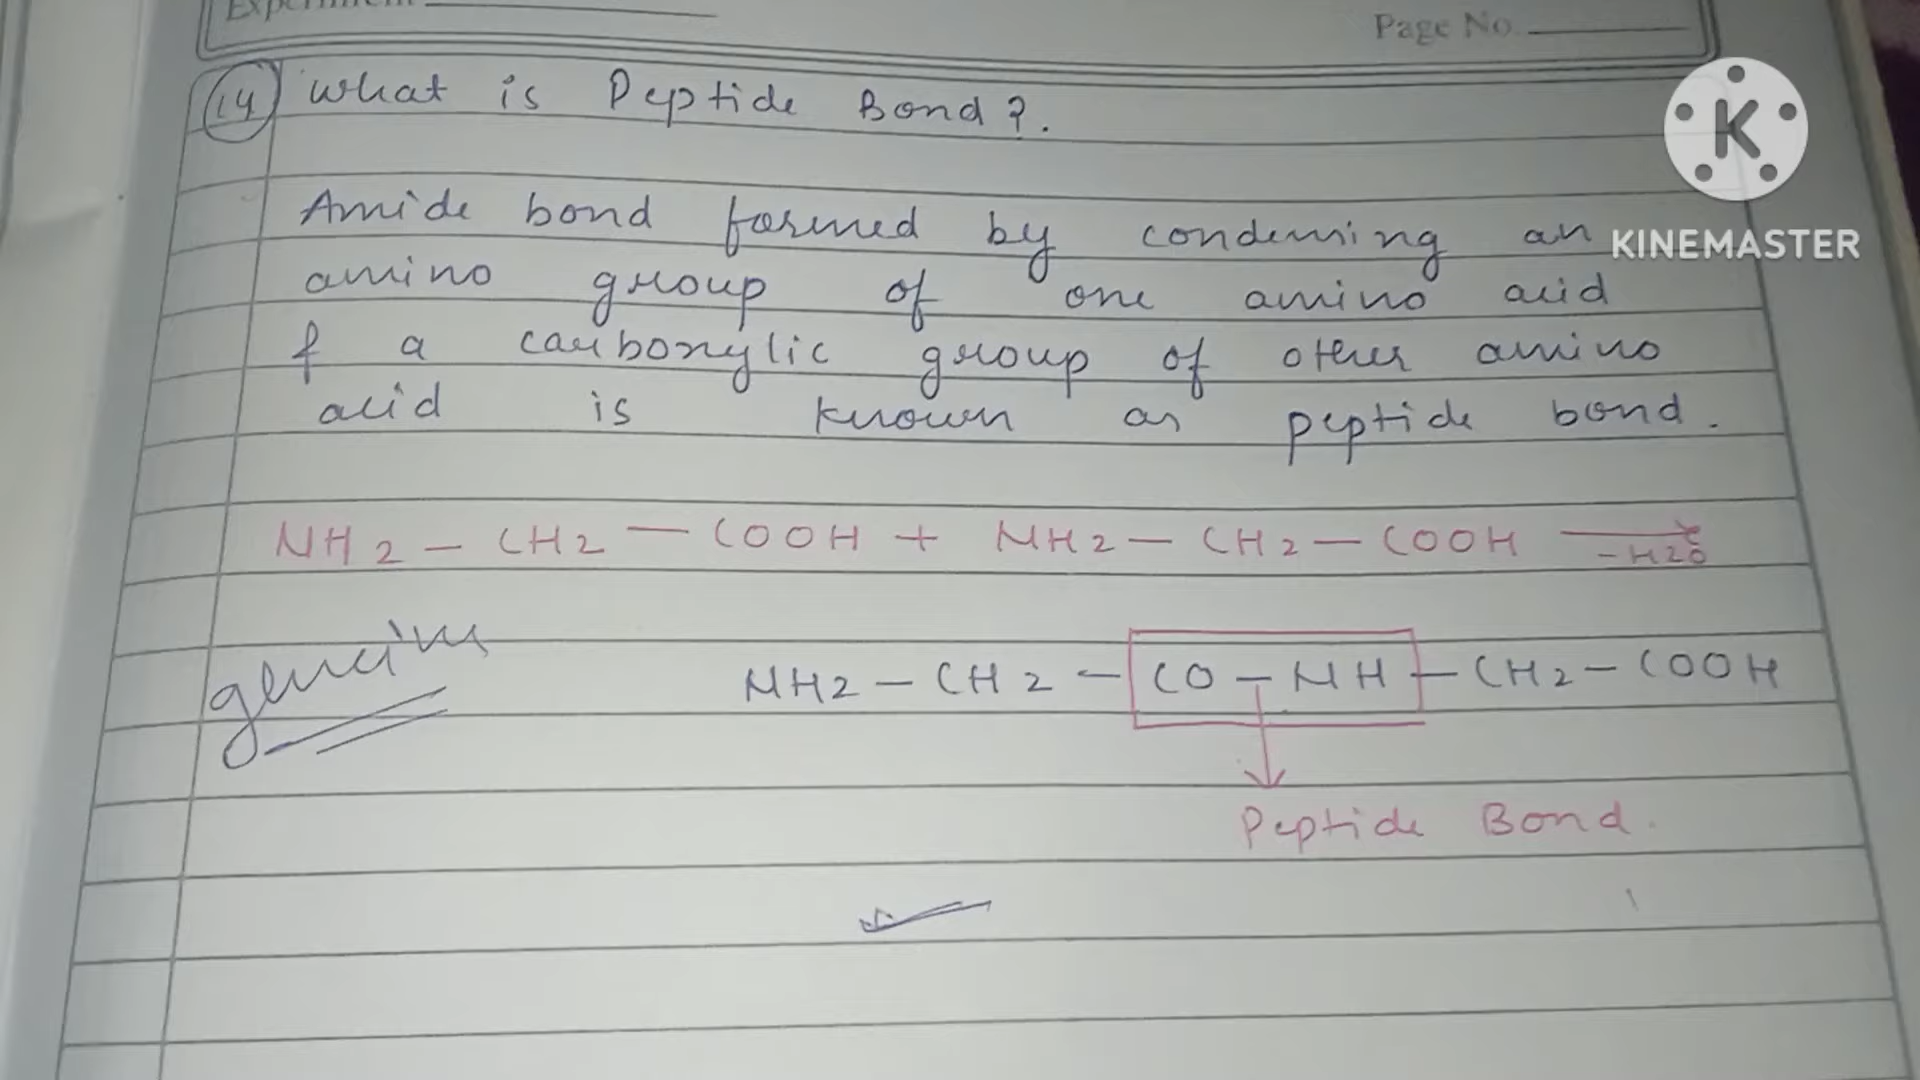 Experiment
Page No.
14 What is Peptide Bond?.
Amide bond formed by condensing an
amino group of one amino acid
& a carbonylic group of other amino
acid is known as peptide bond.
NH2 - CH2 - COOH + NH2 - CH2 - COOH → -H2O
NH2 - CH2 - CO - NH - CH2 - COOH
Peptide Bond.
K
KINEMASTER